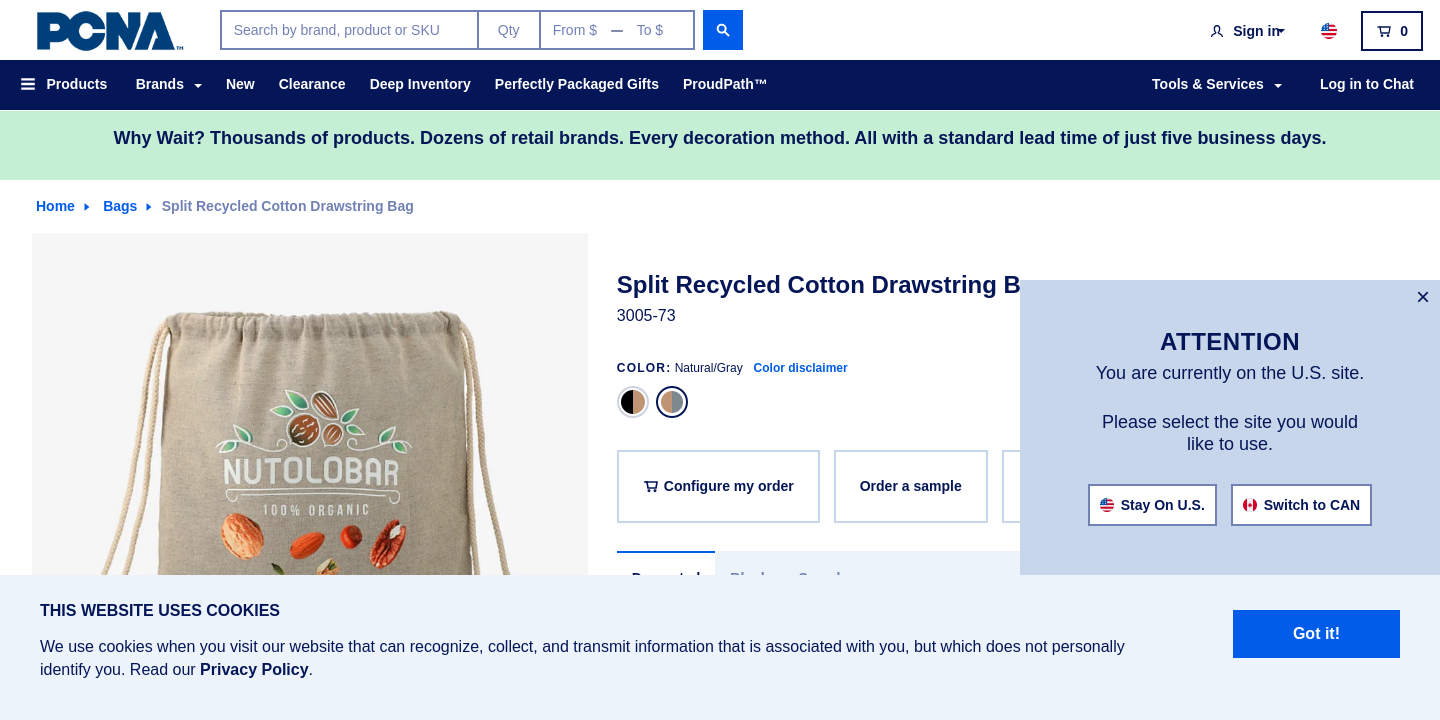 PCNA™
Search by brand, product or SKU
Qty
From $ — To $
Sign in
0
Products
Brands
New
Clearance
Deep Inventory
Perfectly Packaged Gifts
ProudPath™
Tools & Services
Log in to Chat
Why Wait? Thousands of products. Dozens of retail brands. Every decoration method. All with a standard lead time of just five business days.
Home
Bags
Split Recycled Cotton Drawstring Bag
NUTOLOBAR
100% ORGANIC
Split Recycled Cotton Drawstring B
3005-73
COLOR: Natural/Gray Color disclaimer
Configure my order
Order a sample
×
ATTENTION
You are currently on the U.S. site.
Please select the site you would
like to use.
Stay On U.S.
Switch to CAN
THIS WEBSITE USES COOKIES
We use cookies when you visit our website that can recognize, collect, and transmit information that is associated with you, but which does not personally
identify you. Read our Privacy Policy.
Got it!